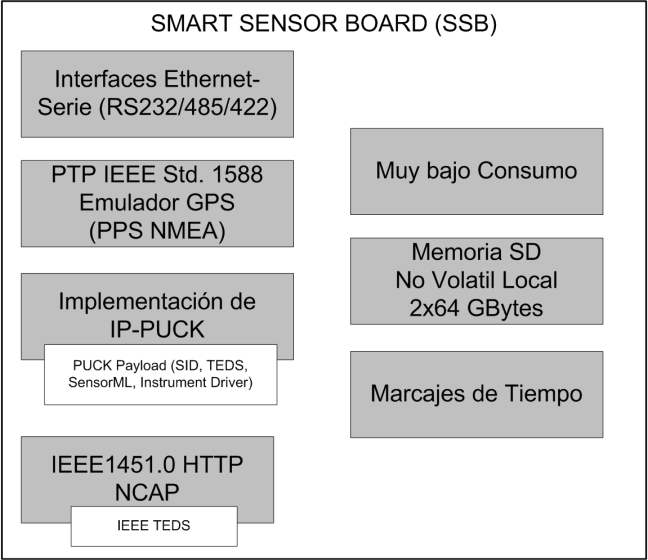 SMART SENSOR BOARD (SSB)
Interfaces Ethernet-
Serie (RS232/485/422)
PTP IEEE Std. 1588
Emulador GPS
(PPS NMEA)
Implementación de
IP-PUCK
PUCK Payload (SID, TEDS,
SensorML, Instrument Driver)
IEEE1451.0 HTTP
NCAP
IEEE TEDS
Muy bajo Consumo
Memoria SD
No Volatil Local
2x64 GBytes
Marcajes de Tiempo